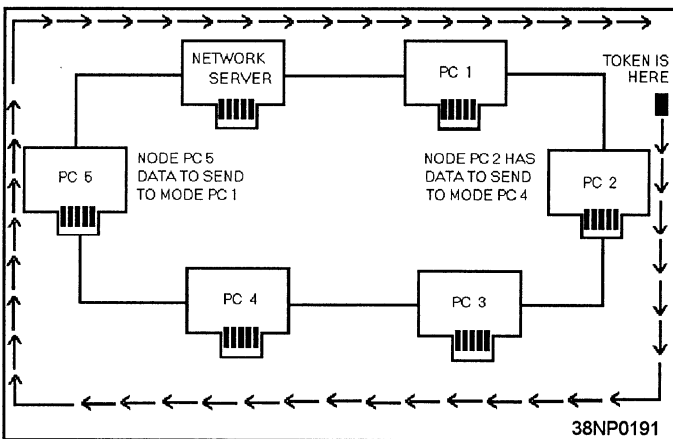 NETWORK
SERVER
PC 1
TOKEN IS
HERE
NODE PC 5
DATA TO SEND
TO MODE PC 1
NODE PC 2 HAS
DATA TO SEND
TO MODE PC 4
PC 5
PC 2
PC 4
PC 3
38NP0191